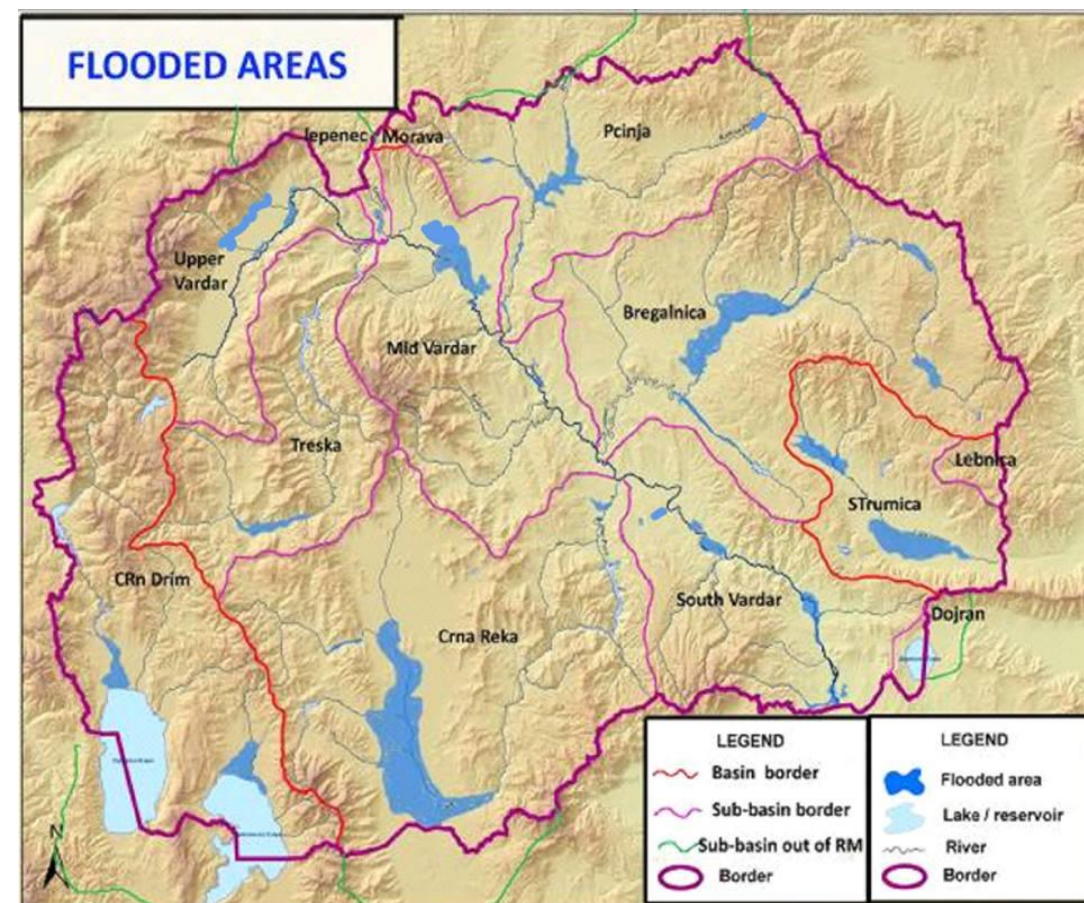 FLOODED AREAS
lepenec
Morava
Pcinja
Upper
Vardar
Bregalnica
Mid Vardar
Treska
Lebnica
STrumica
CRn Drim
South Vardar
Dojran
Crna Reka
N
LEGEND
Basin border
Sub-basin border
Sub-basin out of RM
Border
LEGEND
Flooded area
Lake / reservoir
River
Border